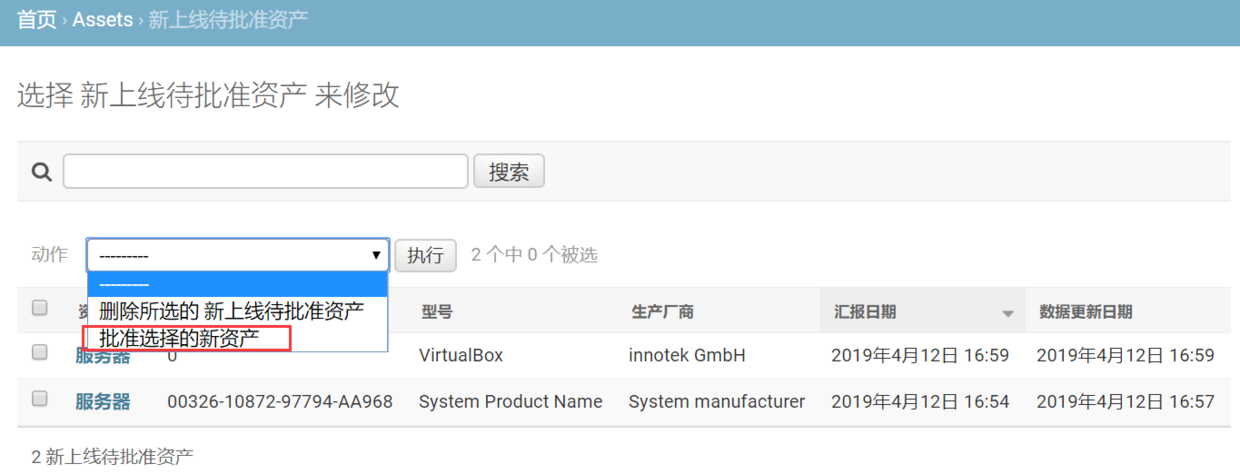 首页 › Assets › 新上线待批准资产
选择 新上线待批准资产 来修改
搜索
动作 --------- 执行 2 个中 0 个被选
---------
删除所选的 新上线待批准资产
批准选择的新资产
型号 生产厂商 汇报日期 数据更新日期
服务器 0 VirtualBox innotek GmbH 2019年4月12日 16:59 2019年4月12日 16:59
服务器 00326-10872-97794-AA968 System Product Name System manufacturer 2019年4月12日 16:54 2019年4月12日 16:57
2 新上线待批准资产